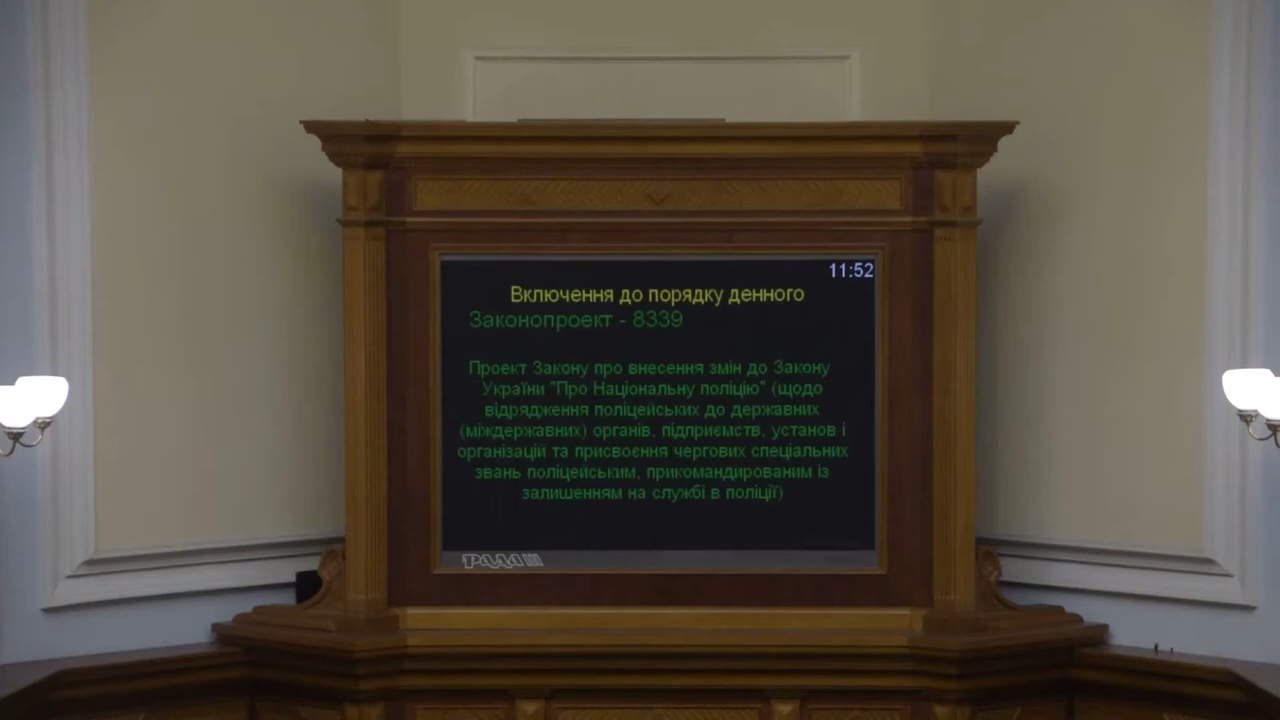 11:52
Включення до порядку денного
Законопроект - 8339
Проект Закону про внесення змін до Закону
України "Про Національну поліцію" (щодо
відрядження поліцейських до державних
(міждержавних) органів, підприємств, установ і
організацій та присвоєння чергових спеціальних
звань поліцейським, прикомандированим із
залишенням на службі в поліції)
РАДА III